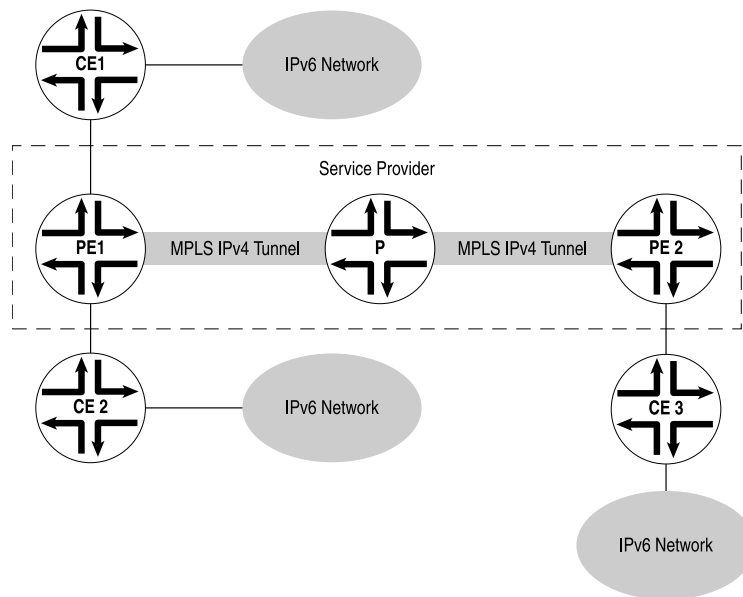 CE1
IPv6 Network
Service Provider
PE1
MPLS IPv4 Tunnel
P
MPLS IPv4 Tunnel
PE 2
CE 2
IPv6 Network
CE 3
IPv6 Network